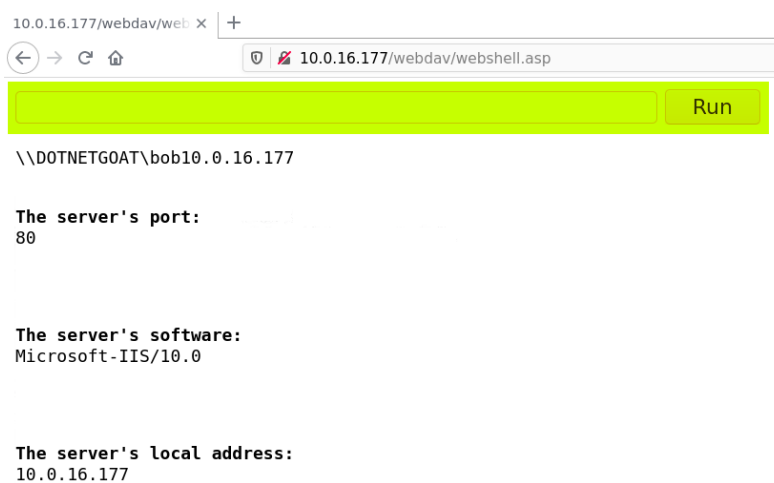 10.0.16.177/webdav/web
10.0.16.177/webdav/webshell.asp
Run
\\DOTNETGOAT\bob10.0.16.177
The server's port:
80
The server's software:
Microsoft-IIS/10.0
The server's local address:
10.0.16.177